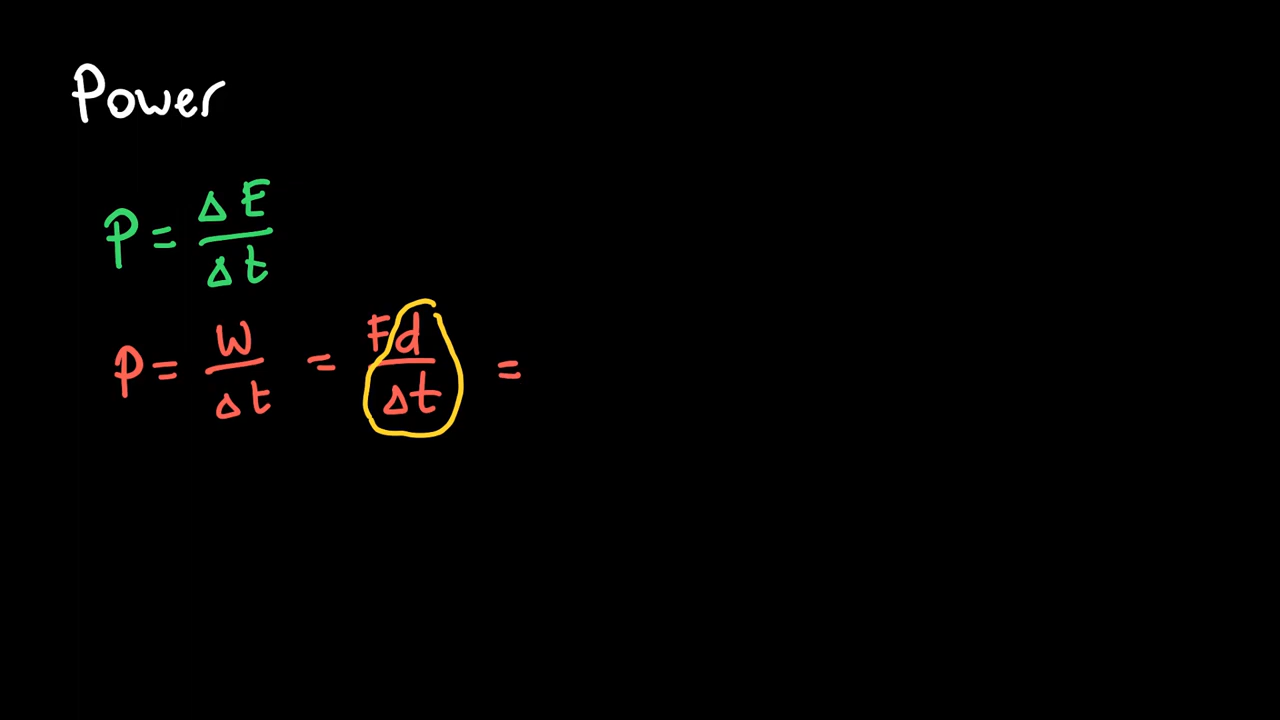 Power
P = ΔE / Δt
P = W / Δt = Fd / Δt =